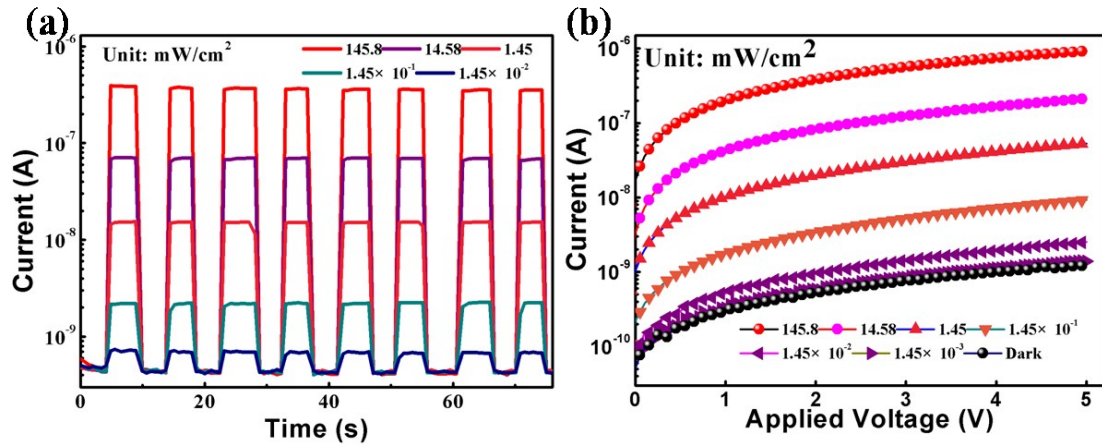 (a)
Unit: mW/cm²
145.8 14.58 1.45
1.45× 10⁻¹ 1.45× 10⁻²
10⁻⁶
10⁻⁷
10⁻⁸
10⁻⁹
Current (A)
0 20 40 60
Time (s)
(b)
Unit: mW/cm²
10⁻⁶
10⁻⁷
10⁻⁸
10⁻⁹
10⁻¹⁰
Current (A)
145.8 14.58 1.45 1.45× 10⁻¹
1.45× 10⁻² 1.45× 10⁻³ Dark
0 1 2 3 4 5
Applied Voltage (V)